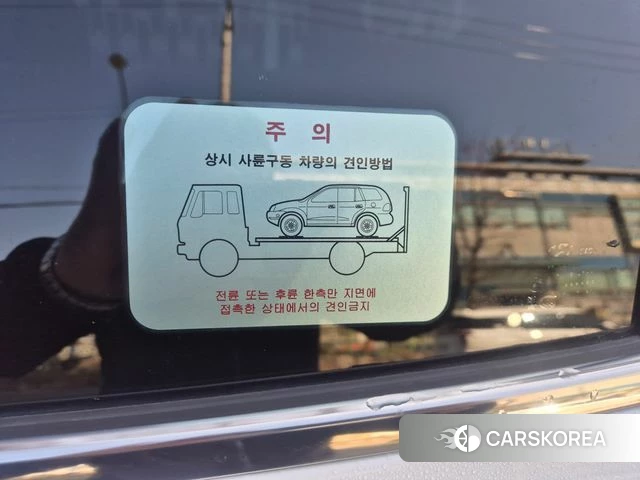 주 의
상시 사륜구동 차량의 견인방법
전륜 또는 후륜 한측만 지면에
접촉한 상태에서의 견인금지
CARSKOREA